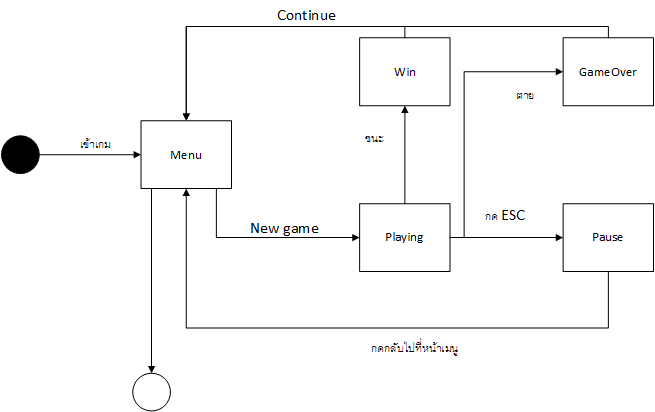 Continue
Win
GameOver
ตาย
เข้าเกม
ชนะ
Menu
กด ESC
New game
Playing
Pause
กดกลับไปที่หน้าเมนู